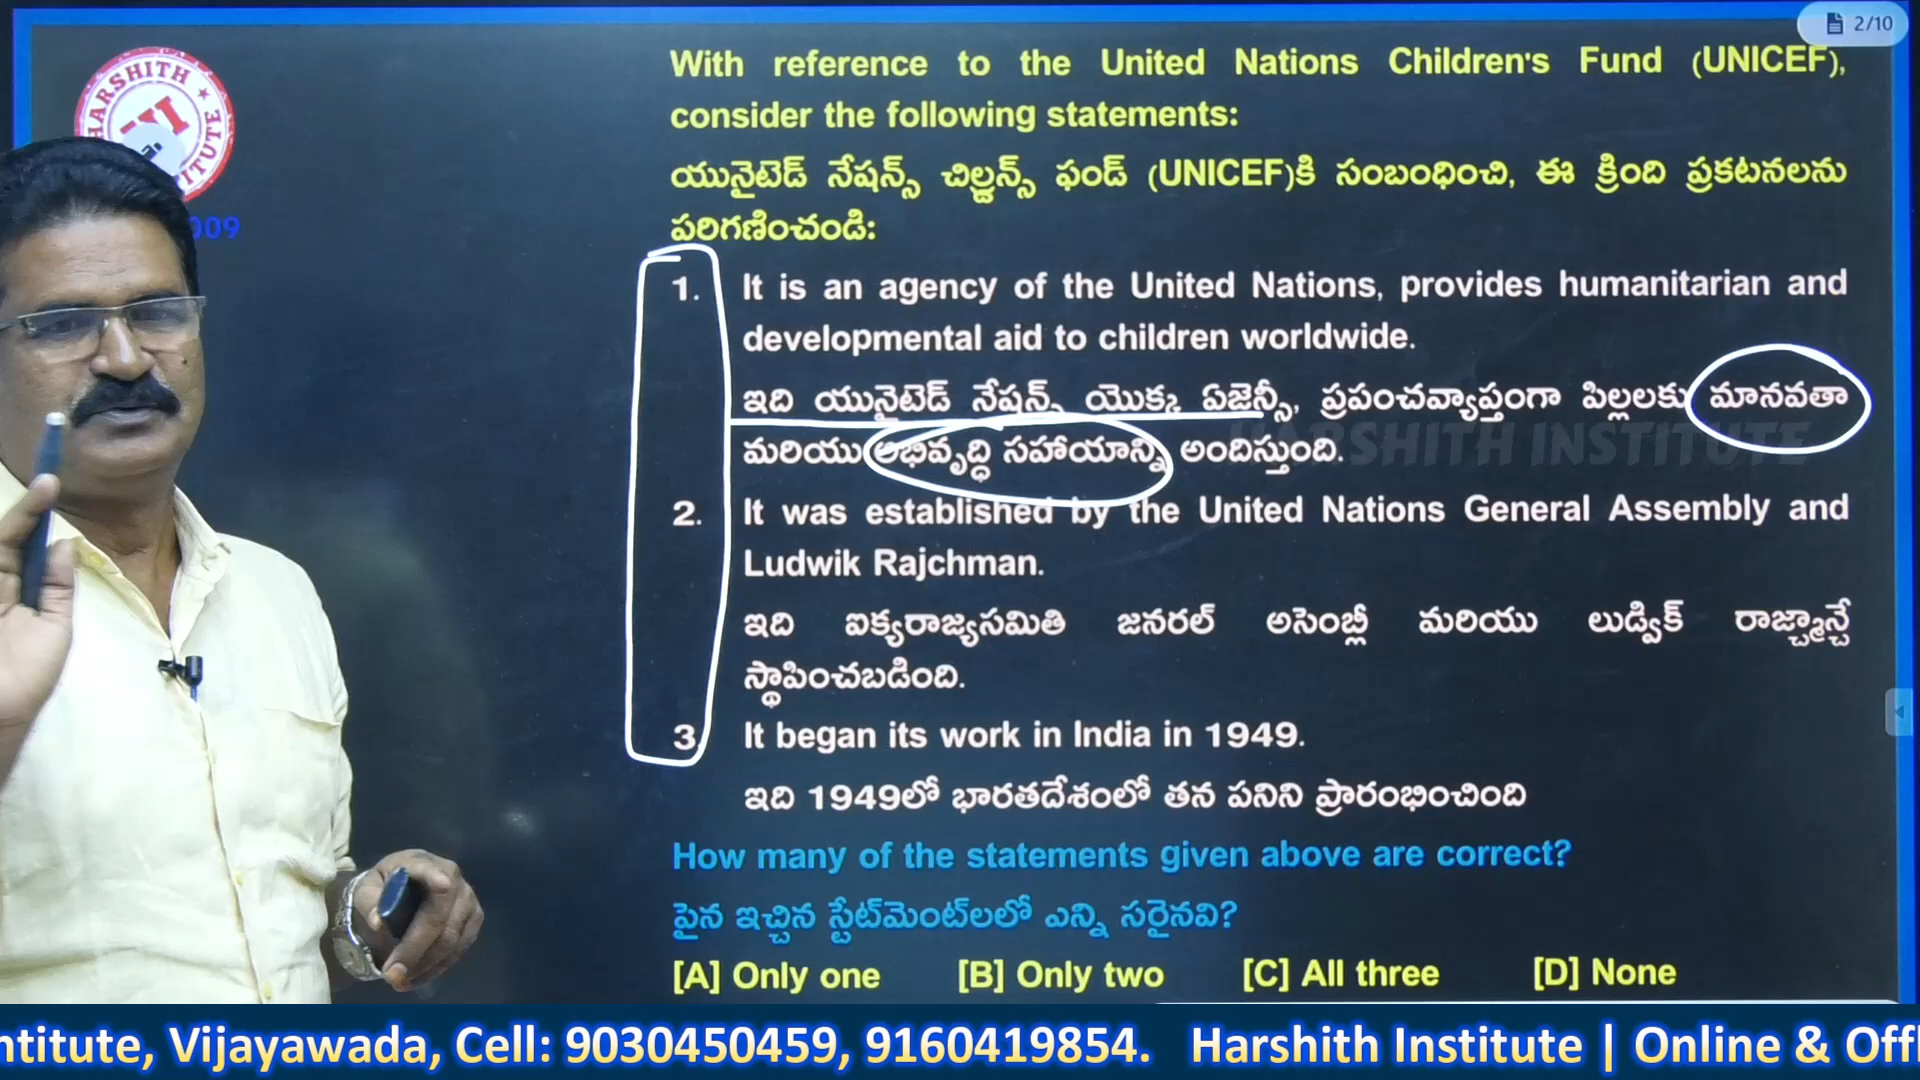 2/10
HARSHITH
With reference to the United Nations Children's Fund (UNICEF),
consider the following statements:
యునైటెడ్ నేషన్స్ చిల్డ్రన్స్ ఫండ్ (UNICEF)కి సంబంధించి, ఈ క్రింది ప్రకటనలను
పరిగణించండి:
1. It is an agency of the United Nations, provides humanitarian and
developmental aid to children worldwide.
ఇది యునైటెడ్ నేషన్స్ యొక్క ఏజెన్సీ, ప్రపంచవ్యాప్తంగా పిల్లలకు మానవతా
మరియు అభివృద్ధి సహాయాన్ని అందిస్తుంది.
HARSHITH INSTITUTE
2. It was established by the United Nations General Assembly and
Ludwik Rajchman.
ఇది ఐక్యరాజ్యసమితి జనరల్ అసెంబ్లీ మరియు లుడ్విక్ రాజ్చ్మాన్చే
స్థాపించబడింది.
3. It began its work in India in 1949.
ఇది 1949లో భారతదేశంలో తన పనిని ప్రారంభించింది
How many of the statements given above are correct?
పైన ఇచ్చిన స్టేట్‌మెంట్‌లలో ఎన్ని సరైనవి?
[A] Only one [B] Only two [C] All three [D] None
Vijayawada, Cell: 9030450459, 9160419854. Harshith Institute | Online &